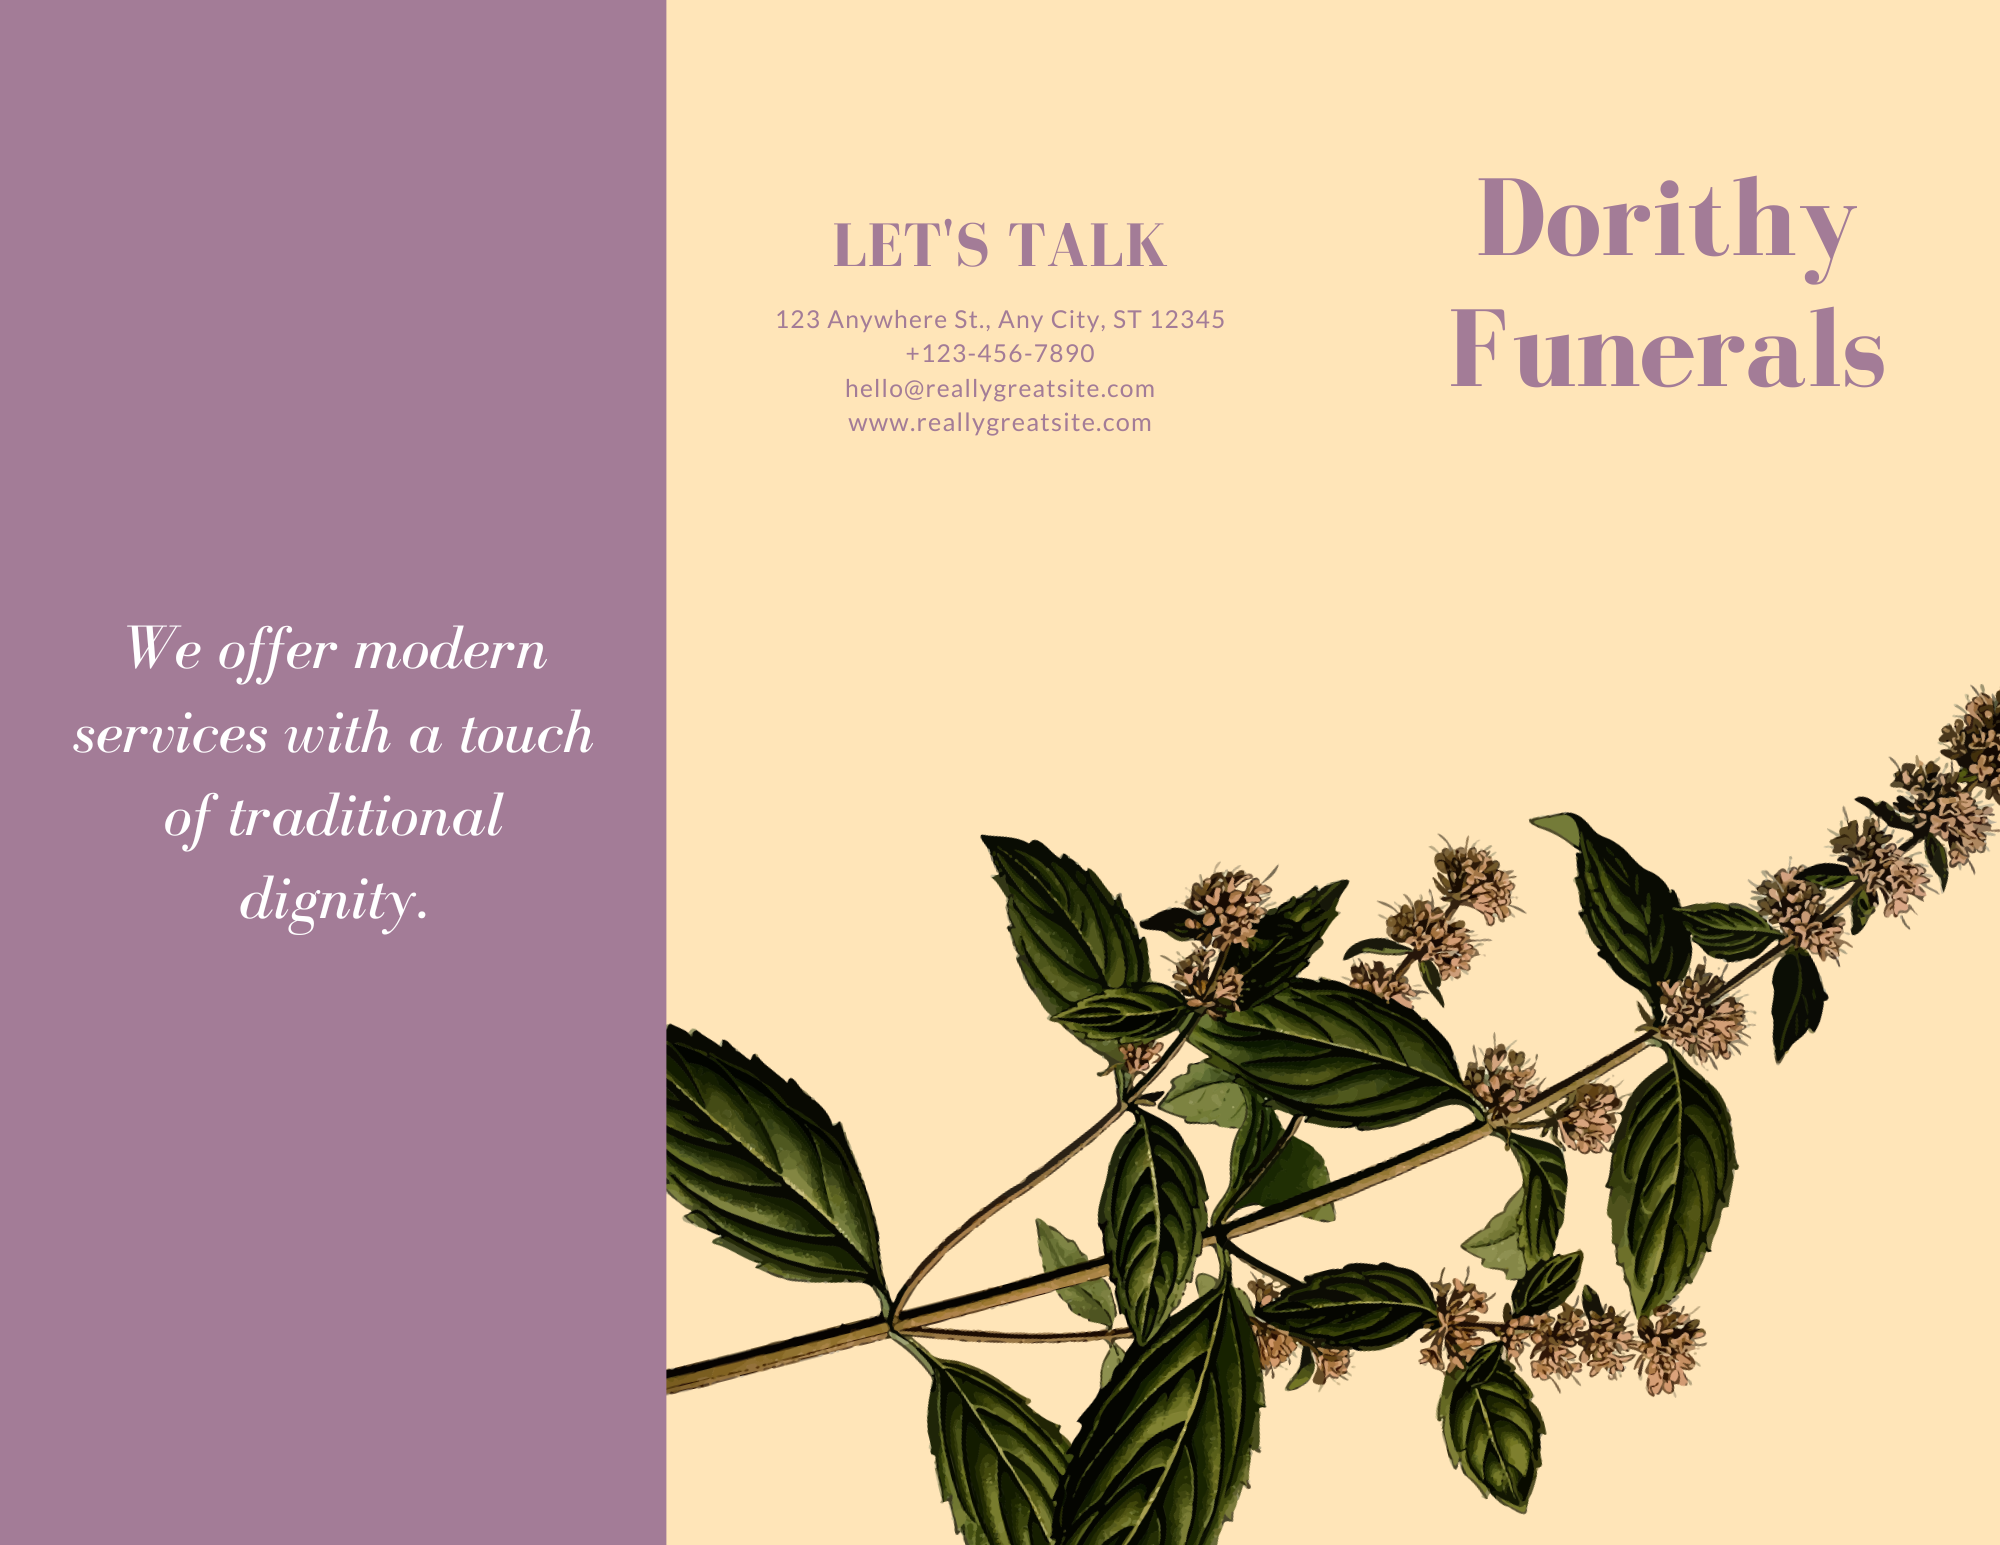 We offer modern
services with a touch
of traditional
dignity.
LET'S TALK
123 Anywhere St., Any City, ST 12345
+123-456-7890
hello@reallygreatsite.com
www.reallygreatsite.com
Dorithy
Funerals